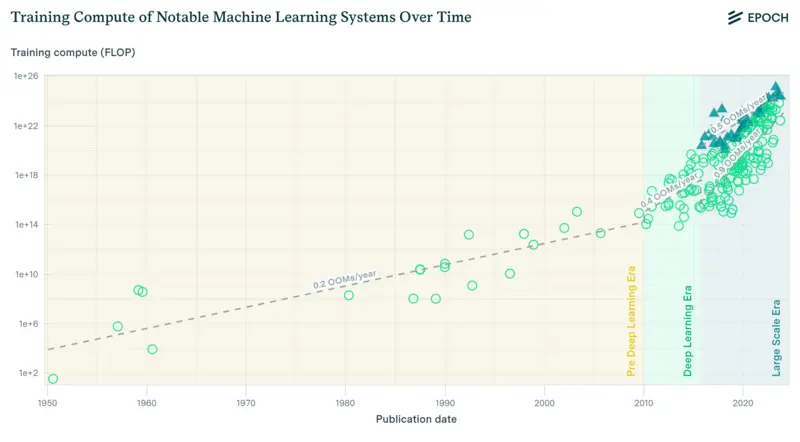 Training Compute of Notable Machine Learning Systems Over Time
EPOCH
Training compute (FLOP)
1e+26
1e+22
1e+18
1e+14
1e+10
1e+6
1e+2
0.2 OOMs/year
0.4 OOMs/year
0.5 OOMs/year
0.9 OOMs/year
Pre Deep Learning Era
Deep Learning Era
Large Scale Era
1950
1960
1970
1980
1990
2000
2010
2020
Publication date